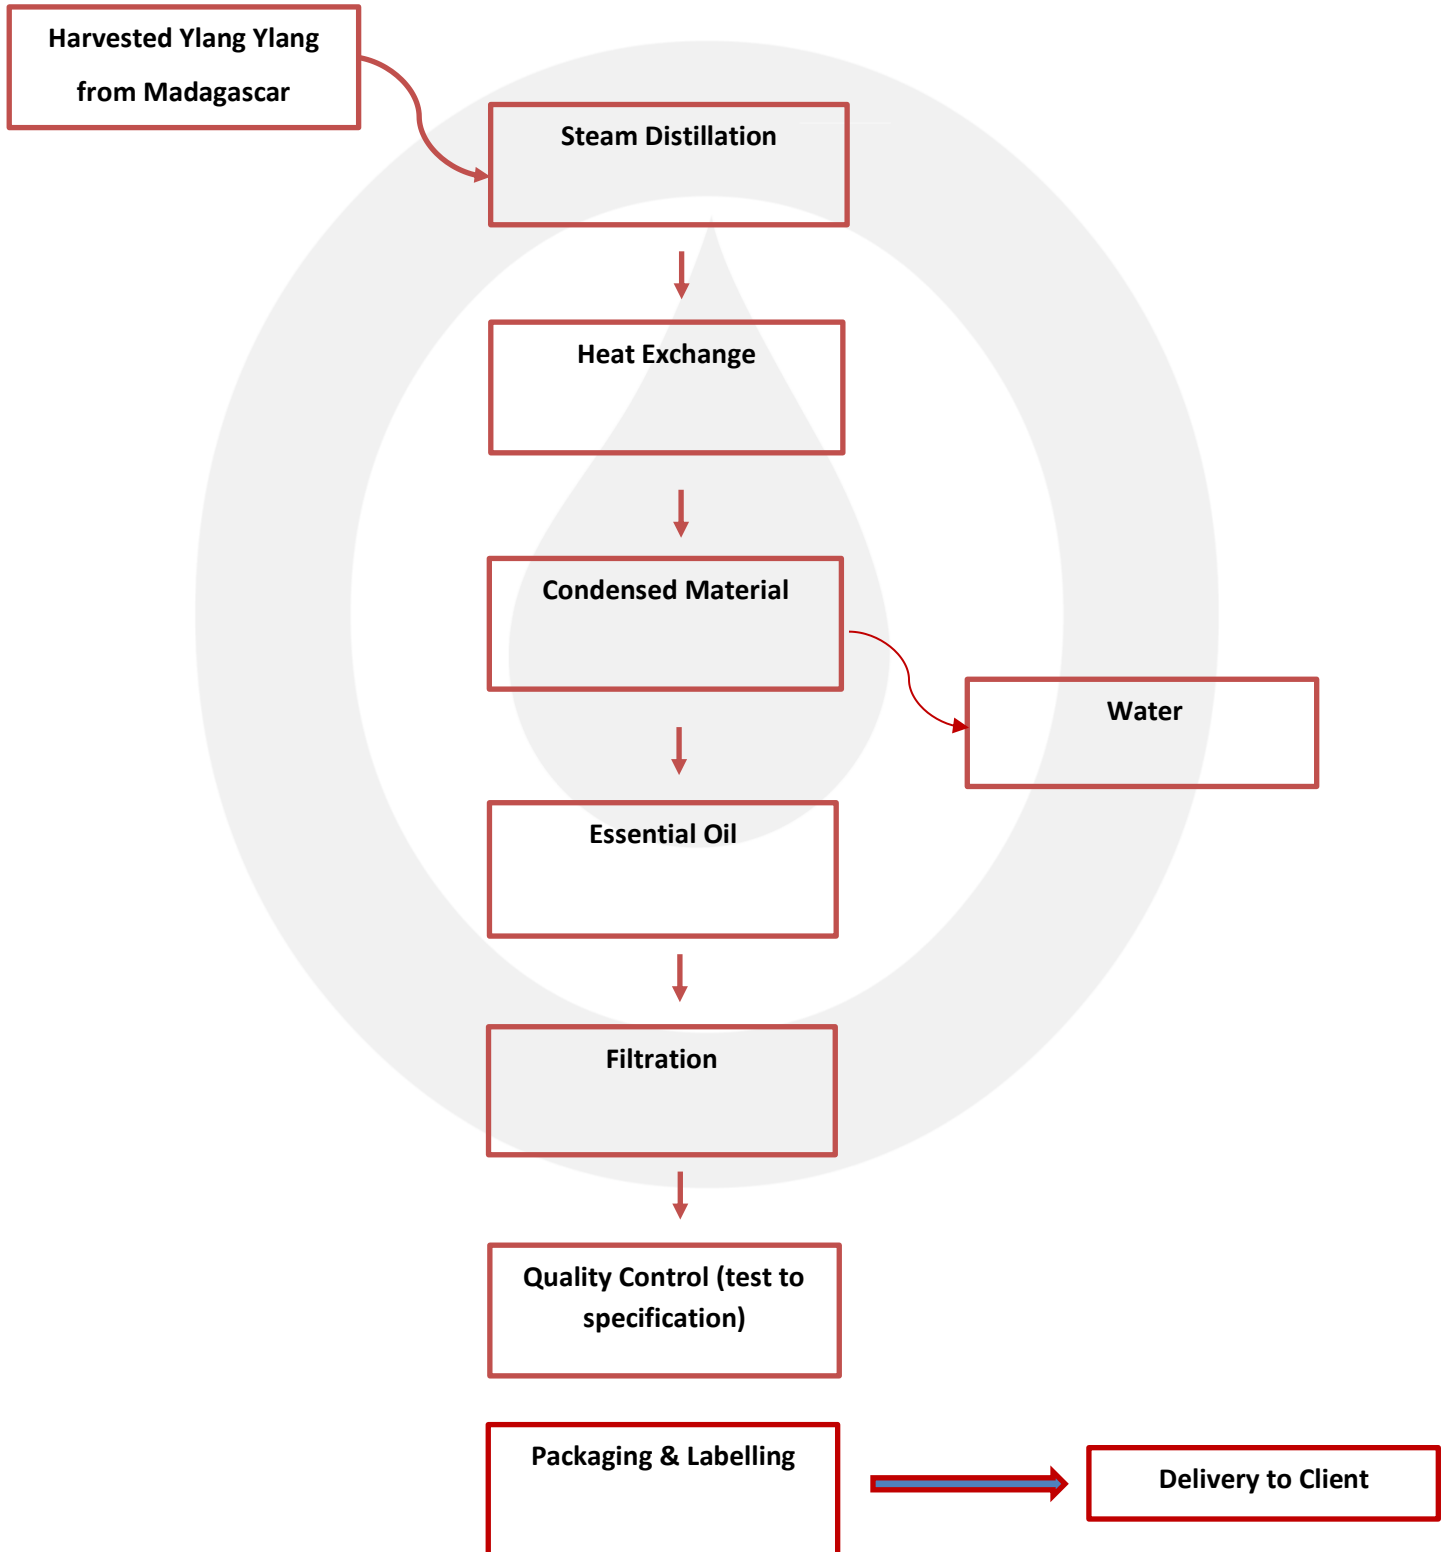 Harvested Ylang Ylang
from Madagascar
Steam Distillation
Heat Exchange
Condensed Material
Water
Essential Oil
Filtration
Quality Control (test to
specification)
Packaging & Labelling
Delivery to Client